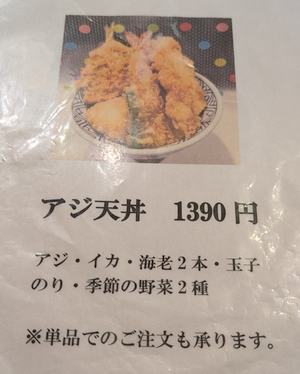 アジ天丼　1390円
アジ・イカ・海老２本・玉子
のり・季節の野菜２種
※単品でのご注文も承ります。